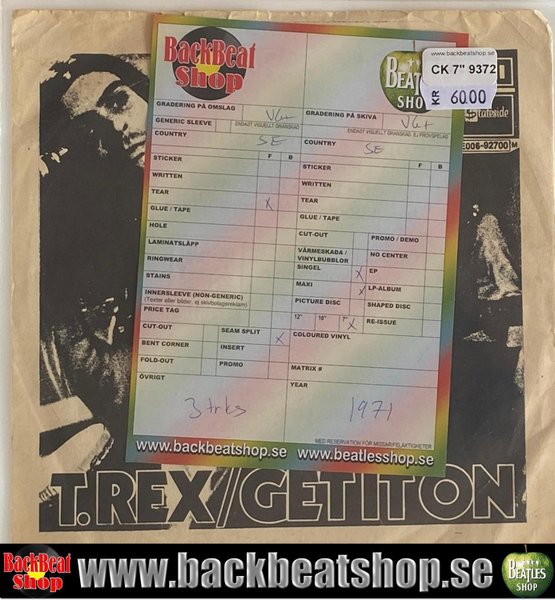 BackBeat
Shop
BEATLES
SHOP
www.backbeatshop.se
CK 7" 9372
KR 60.00
Stateside
E006-92700 M
GRADERING PÅ OMSLAG
GRADERING PÅ SKIVA VG+
GENERIC SLEEVE ENDAST VISUELLT GRANSKAD
ENDAST VISUELLT GRANSKAD. EJ PROVSPELAD
COUNTRY SE
COUNTRY SE
F B
F B
STICKER
STICKER
WRITTEN
WRITTEN
TEAR X
TEAR
GLUE / TAPE
GLUE / TAPE
HOLE
CUT-OUT PROMO / DEMO
LAMINATSLÄPP
VÄRMESKADA / VINYLBUBBLOR
NO CENTER
RINGWEAR
SINGEL X EP
STAINS
MAXI X LP-ALBUM
INNERSLEEVE (NON-GENERIC)
(Texter eller bilder, ej skivbolagsreklam)
PICTURE DISC SHAPED DISC
PRICE TAG
12" 10" 7" X RE-ISSUE
CUT-OUT SEAM SPLIT X
COLOURED VINYL
BENT CORNER INSERT
FOLD-OUT PROMO
MATRIX #
ÖVRIGT
YEAR
3 trks
1971
MED RESERVATION FÖR MISSAR/FELAKTIGHETER
www.backbeatshop.se www.beatlesshop.se
T.REX/GET IT ON
BackBeat
Shop
www.backbeatshop.se
BEATLES
SHOP